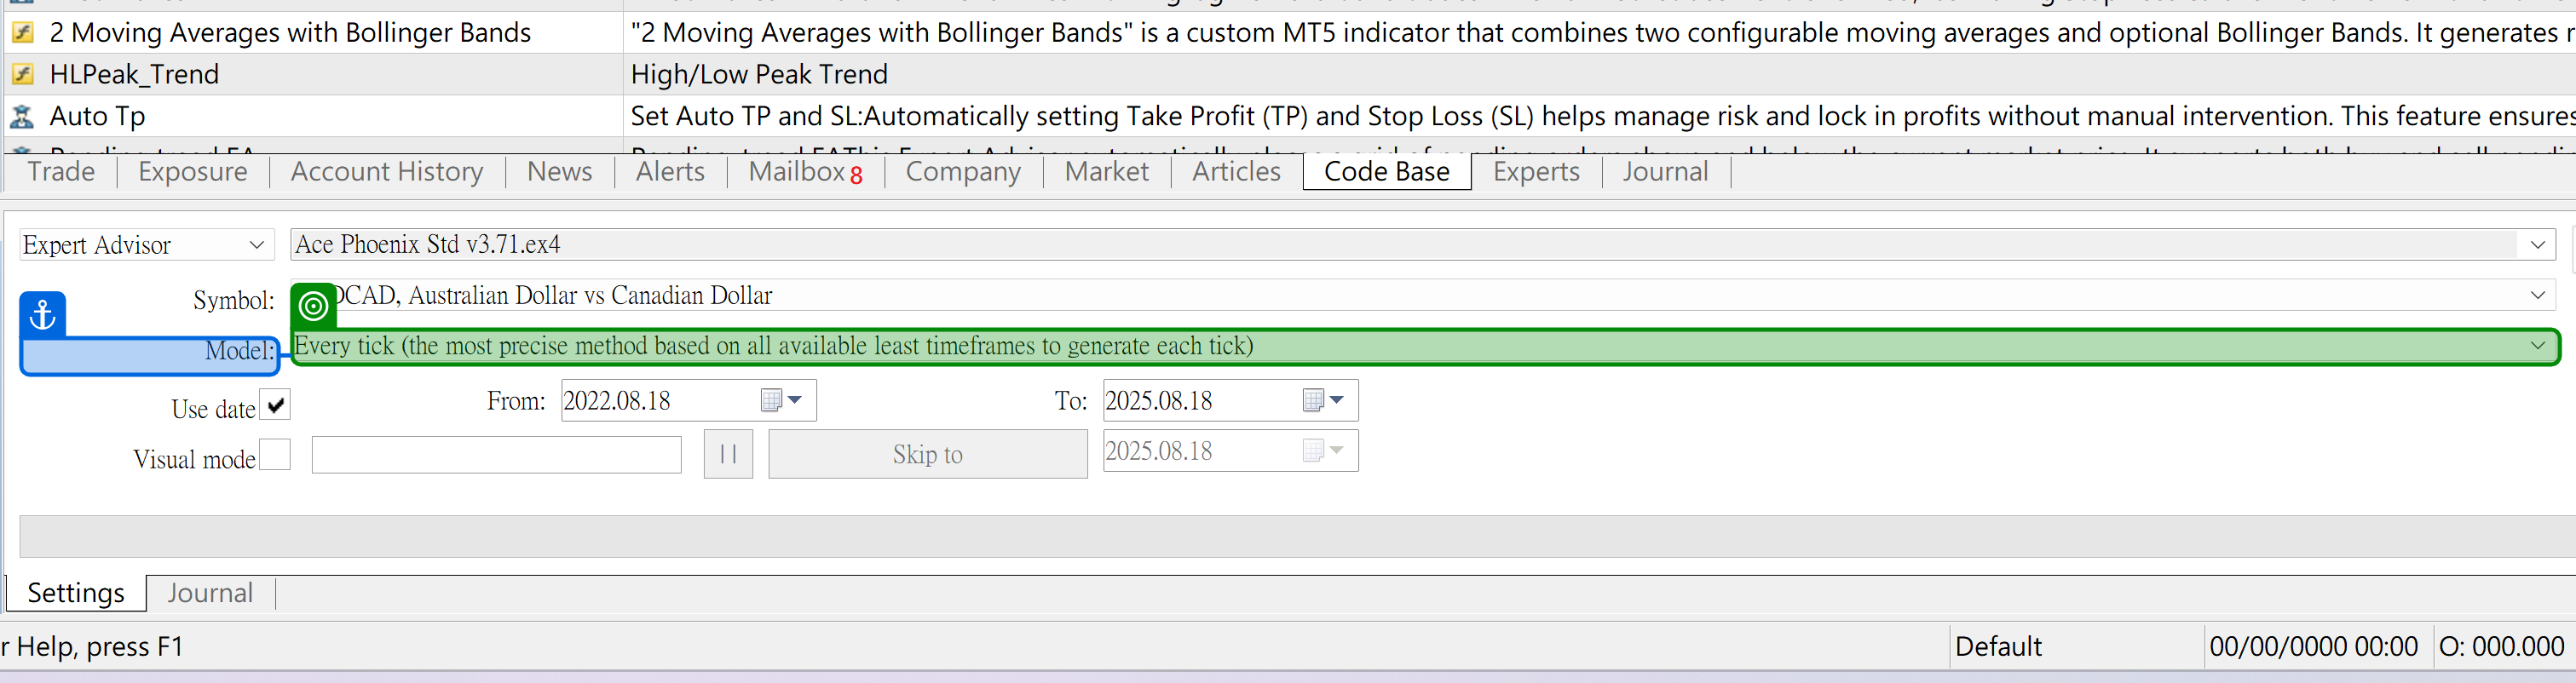 2 Moving Averages with Bollinger Bands "2 Moving Averages with Bollinger Bands" is a custom MT5 indicator that combines two configurable moving averages and optional Bollinger Bands. It generates r
HLPeak_Trend High/Low Peak Trend
Auto Tp Set Auto TP and SL:Automatically setting Take Profit (TP) and Stop Loss (SL) helps manage risk and lock in profits without manual intervention. This feature ensures
Trade Exposure Account History News Alerts Mailbox 8 Company Market Articles Code Base Experts Journal
Expert Advisor Ace Phoenix Std v3.71.ex4
Symbol: DCAD, Australian Dollar vs Canadian Dollar
Model: Every tick (the most precise method based on all available least timeframes to generate each tick)
Use date From: 2022.08.18 To: 2025.08.18
Visual mode Skip to 2025.08.18
Settings Journal
r Help, press F1 Default 00/00/0000 00:00 O: 000.000